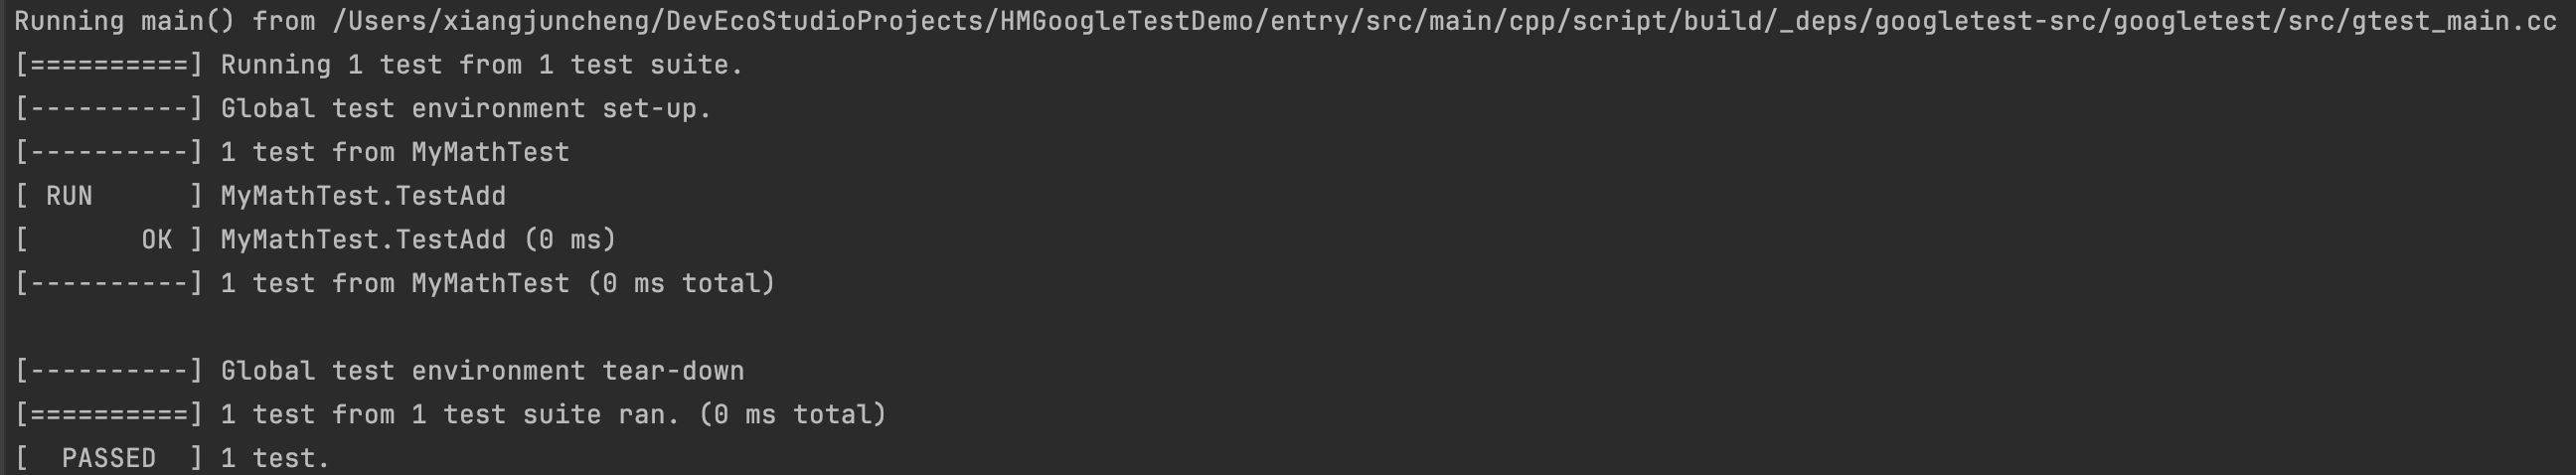 Running main() from /Users/xiangjuncheng/DevEcoStudioProjects/HMGoogleTestDemo/entry/src/main/cpp/script/build/_deps/googletest-src/googletest/src/gtest_main.cc
[==========] Running 1 test from 1 test suite.
[----------] Global test environment set-up.
[----------] 1 test from MyMathTest
[ RUN      ] MyMathTest.TestAdd
[       OK ] MyMathTest.TestAdd (0 ms)
[----------] 1 test from MyMathTest (0 ms total)
[----------] Global test environment tear-down
[==========] 1 test from 1 test suite ran. (0 ms total)
[  PASSED  ] 1 test.